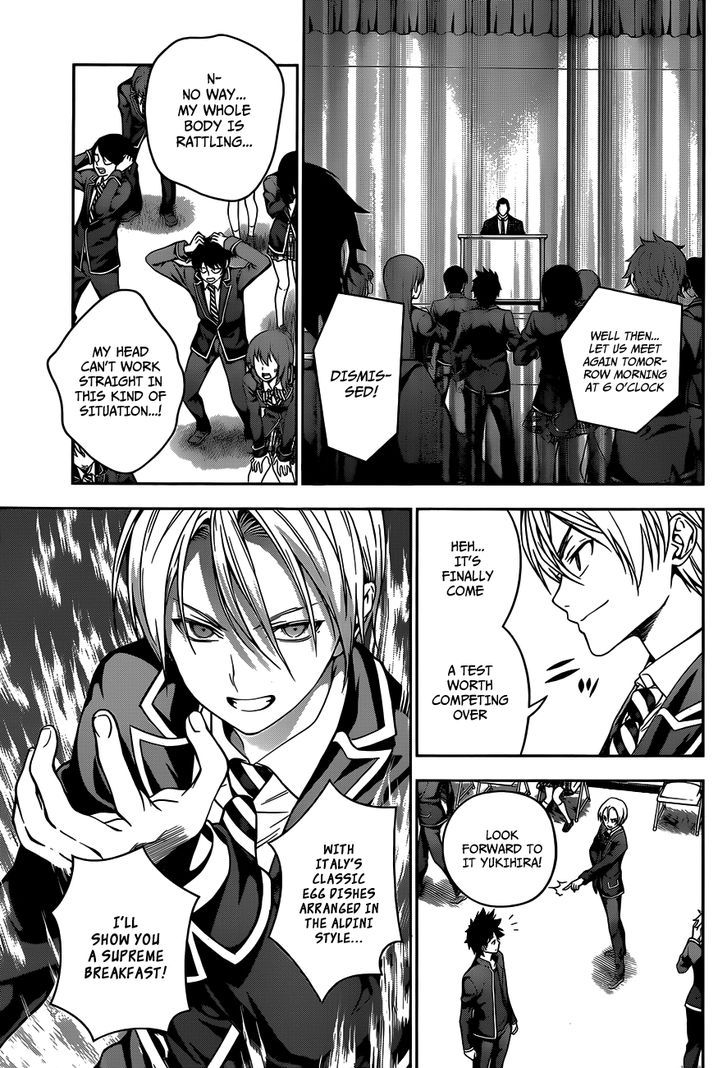 WELL THEN...
LET US MEET
AGAIN TOMOR-
ROW MORNING
AT 6 O'CLOCK
DISMIS-
SED!
N-
NO WAY...
MY WHOLE
BODY IS
RATTLING...
MY HEAD
CAN'T WORK
STRAIGHT IN
THIS KIND OF
SITUATION...!
HEH...
IT'S
FINALLY
COME
A TEST
WORTH
COMPETING
OVER
LOOK
FORWARD TO
IT YUKIHIRA!
WITH
ITALY'S
CLASSIC
EGG DISHES
ARRANGED IN
THE ALDINI
STYLE...
I'LL
SHOW YOU
A SUPREME
BREAKFAST!